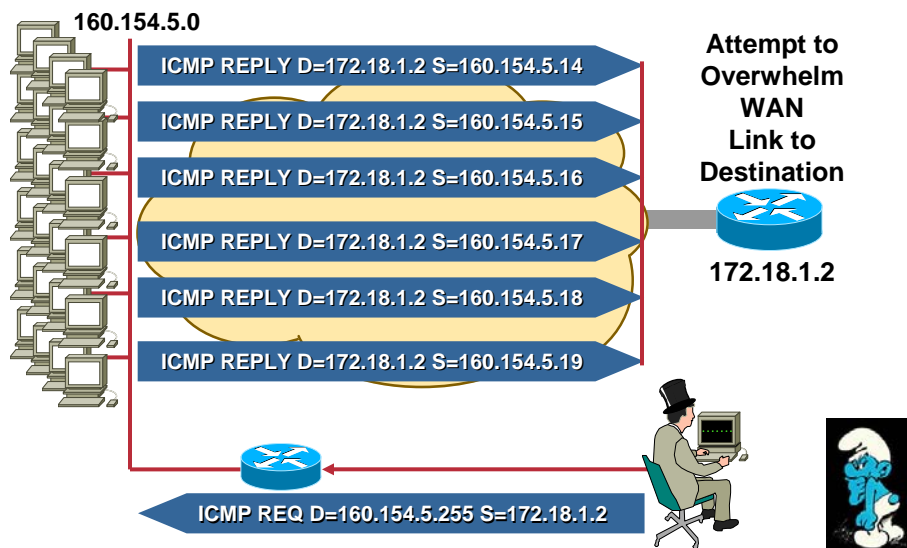 160.154.5.0
ICMP REPLY D=172.18.1.2 S=160.154.5.14
ICMP REPLY D=172.18.1.2 S=160.154.5.15
ICMP REPLY D=172.18.1.2 S=160.154.5.16
ICMP REPLY D=172.18.1.2 S=160.154.5.17
ICMP REPLY D=172.18.1.2 S=160.154.5.18
ICMP REPLY D=172.18.1.2 S=160.154.5.19
Attempt to
Overwhelm
WAN
Link to
Destination
172.18.1.2
ICMP REQ D=160.154.5.255 S=172.18.1.2